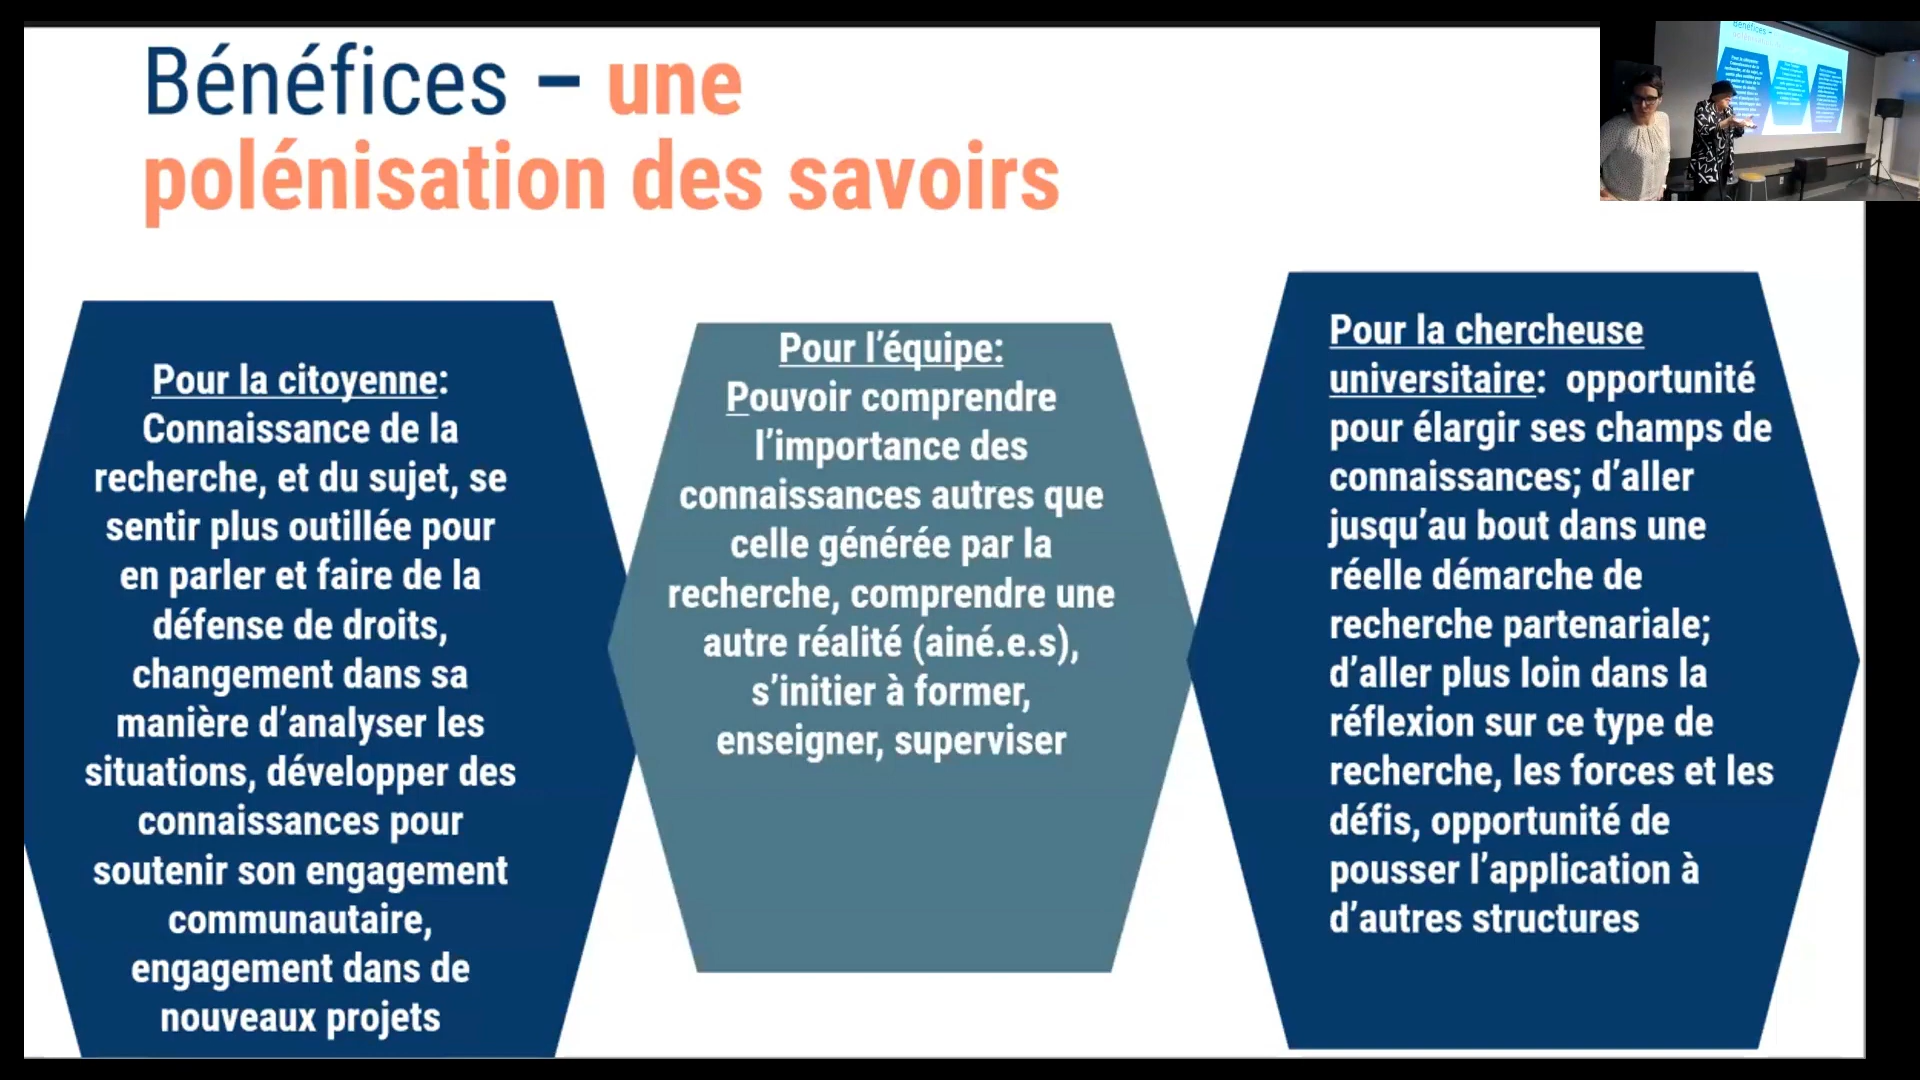 Bénéfices – une
polénisation des savoirs
Pour la citoyenne:
Connaissance de la
recherche, et du sujet, se
sentir plus outillée pour
en parler et faire de la
défense de droits,
changement dans sa
manière d’analyser les
situations, développer des
connaissances pour
soutenir son engagement
communautaire,
engagement dans de
nouveaux projets
Pour l’équipe:
Pouvoir comprendre
l’importance des
connaissances autres que
celle générée par la
recherche, comprendre une
autre réalité (ainé.e.s),
s’initier à former,
enseigner, superviser
Pour la chercheuse
universitaire: opportunité
pour élargir ses champs de
connaissances; d’aller
jusqu’au bout dans une
réelle démarche de
recherche partenariale;
d’aller plus loin dans la
réflexion sur ce type de
recherche, les forces et les
défis, opportunité de
pousser l’application à
d’autres structures